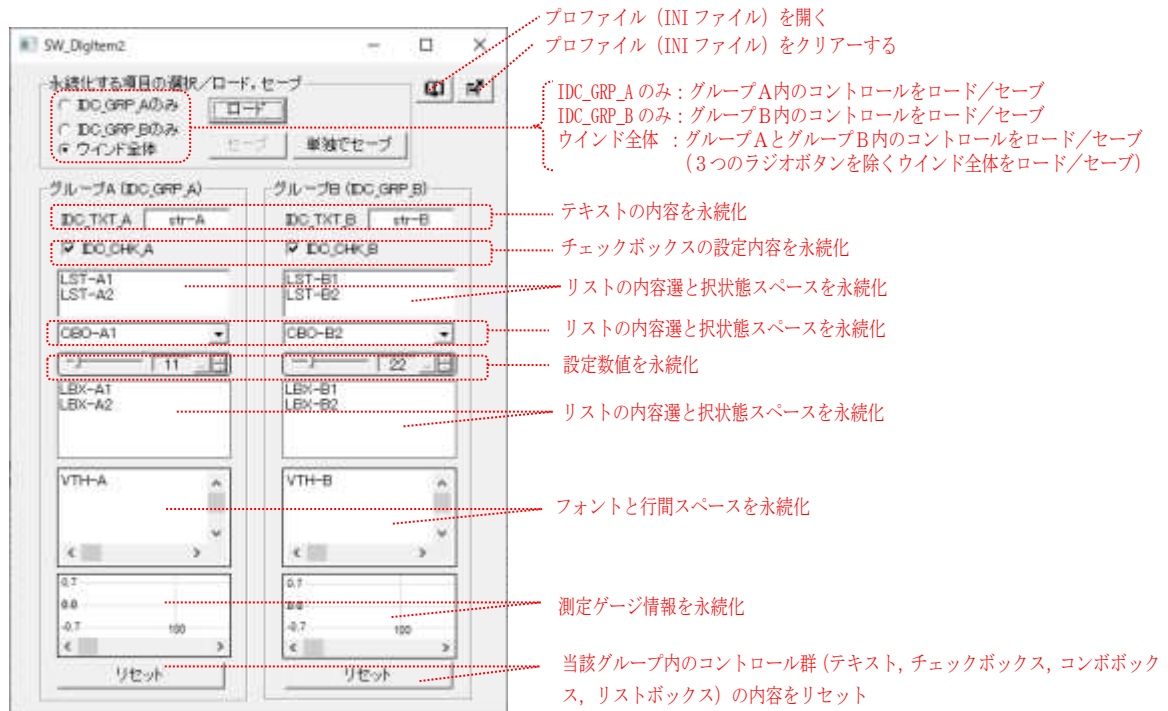 プロファイル（INIファイル）を開く
SW_DlgItem2
プロファイル（INIファイル）をクリアーする
永続化する項目の選択／ロード，セーブ
IDC_GRP_Aのみ
ロード
IDC_GRP_Bのみ
ウインド全体
セーブ
単独でセーブ
IDC_GRP_Aのみ：グループＡ内のコントロールをロード／セーブ
IDC_GRP_Bのみ：グループＢ内のコントロールをロード／セーブ
ウインド全体　：グループＡとグループＢ内のコントロールをロード／セーブ
（３つのラジオボタンを除くウインド全体をロード／セーブ）
グループA (IDC_GRP_A)
グループB (IDC_GRP_B)
IDC_TXT_A
str-A
IDC_TXT_B
str-B
テキストの内容を永続化
IDC_CHK_A
IDC_CHK_B
チェックボックスの設定内容を永続化
LST-A1
LST-A2
LST-B1
LST-B2
リストの内容選と択状態スペースを永続化
CBO-A1
CBO-B2
リストの内容選と択状態スペースを永続化
11
22
設定数値を永続化
LBX-A1
LBX-A2
LBX-B1
LBX-B2
リストの内容選と択状態スペースを永続化
VTH-A
VTH-B
フォントと行間スペースを永続化
0.7
0.0
-0.7
100
0.7
0.0
-0.7
100
測定ゲージ情報を永続化
リセット
リセット
当該グループ内のコントロール群（テキスト，チェックボックス，コンボボック
ス，リストボックス）の内容をリセット